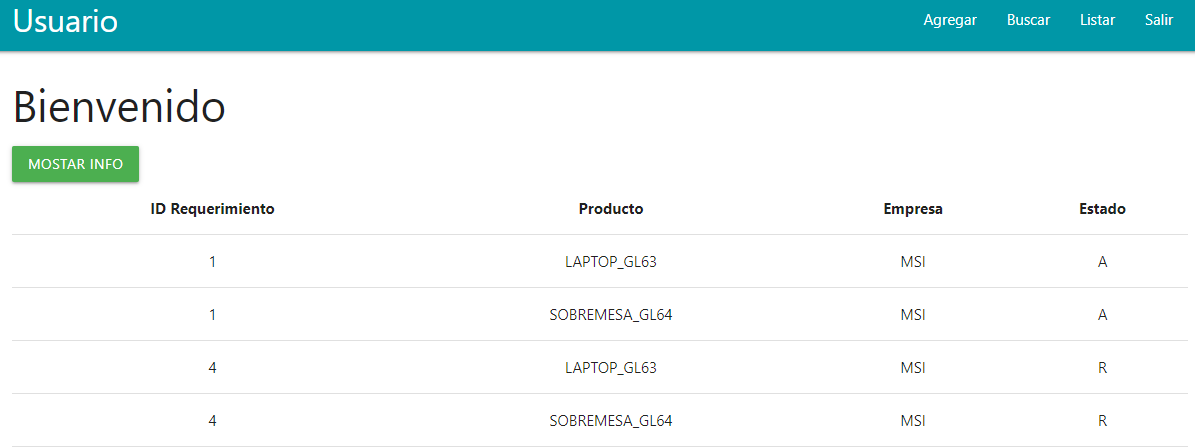 Usuario Agregar Buscar Listar Salir
Bienvenido
MOSTAR INFO
ID Requerimiento Producto Empresa Estado
1 LAPTOP_GL63 MSI A
1 SOBREMESA_GL64 MSI A
4 LAPTOP_GL63 MSI R
4 SOBREMESA_GL64 MSI R